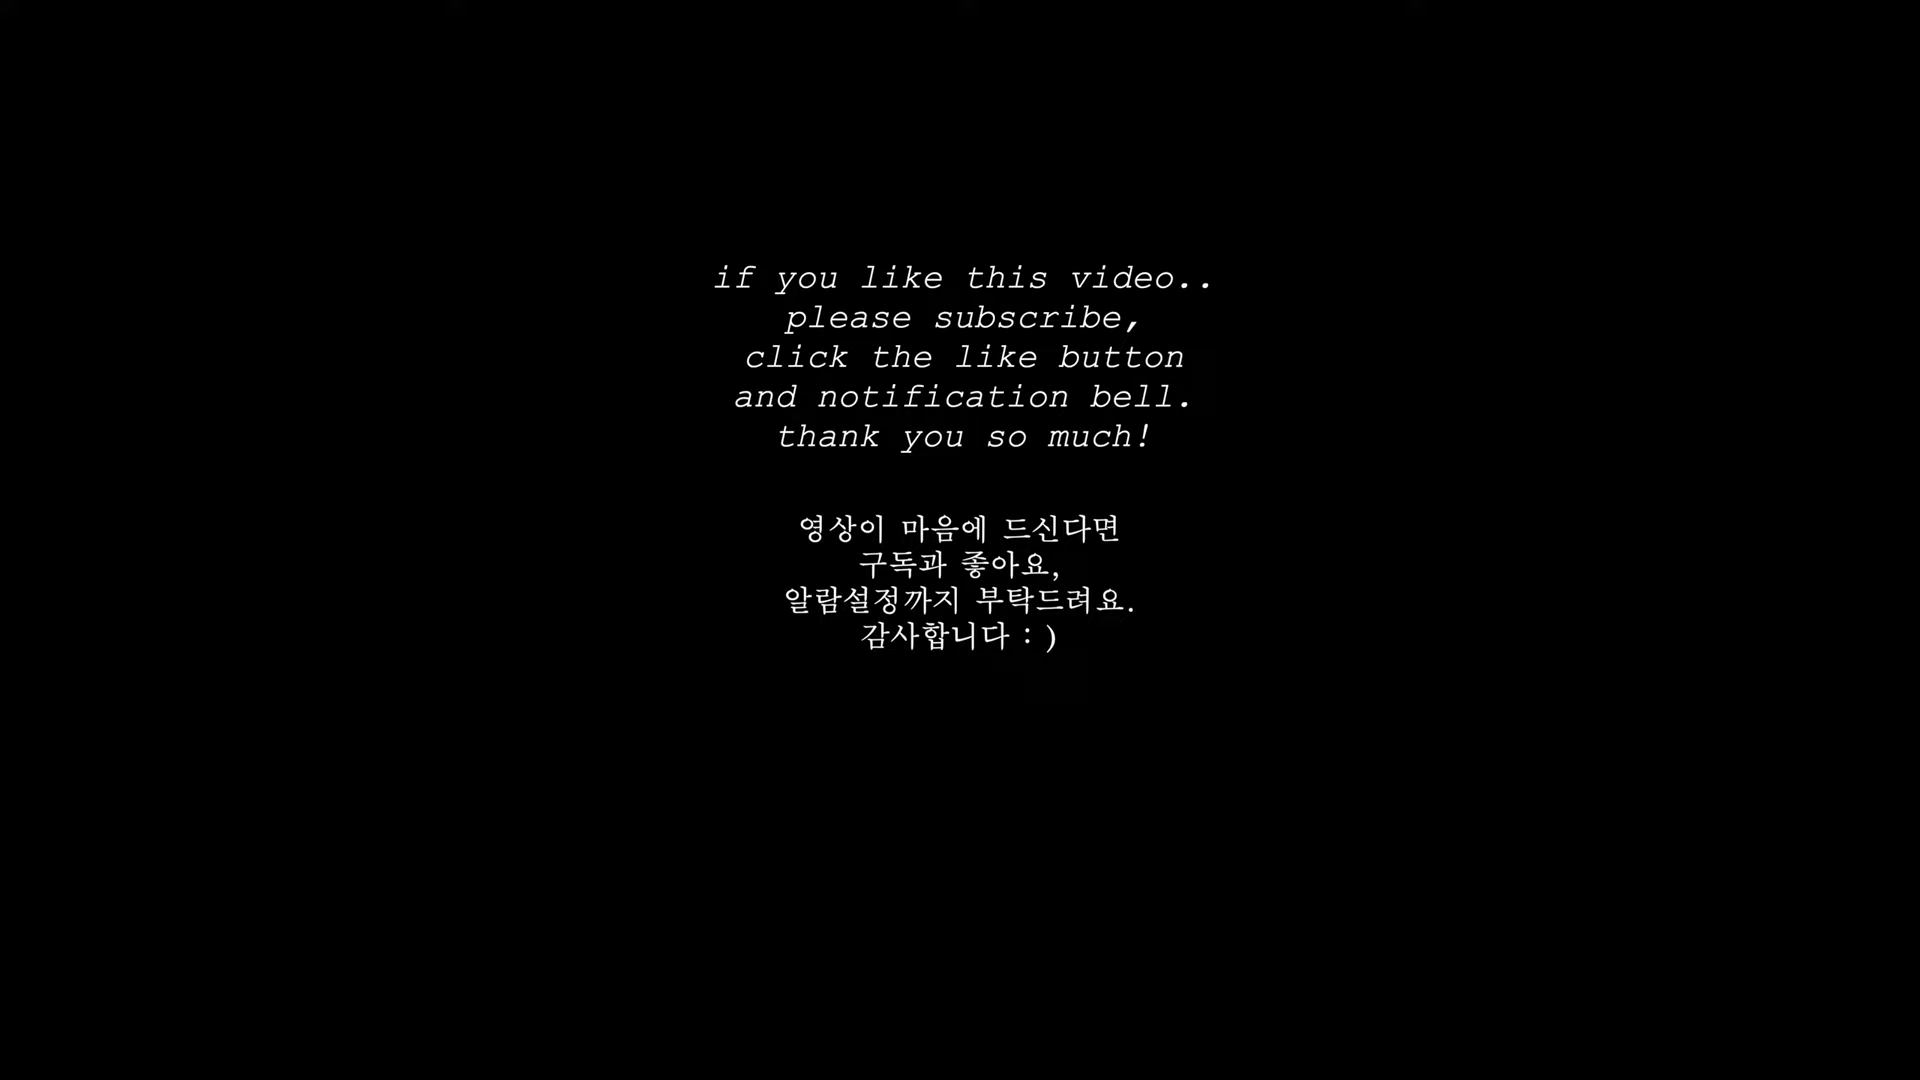 if you like this video..
please subscribe,
click the like button
and notification bell.
thank you so much!
영상이 마음에 드신다면
구독과 좋아요,
알람설정까지 부탁드려요.
감사합니다 : )